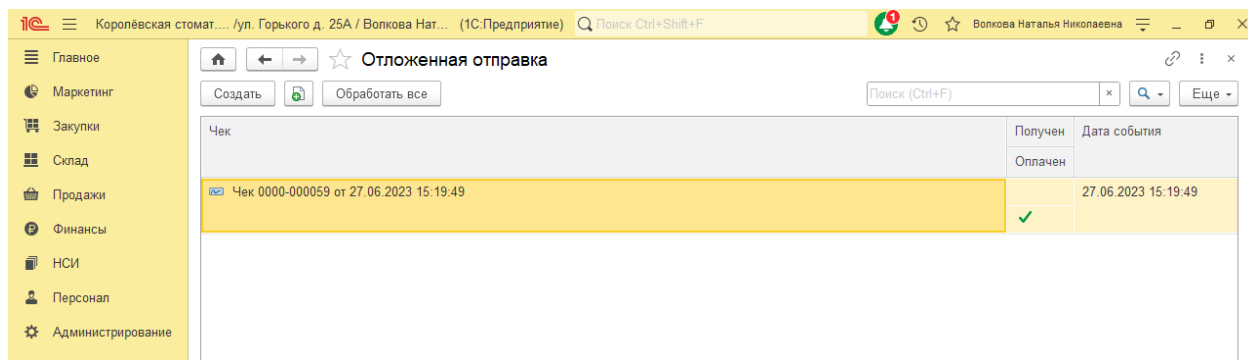 1С Королёвская стомат.... /ул. Горького д. 25А / Волкова Нат... (1С:Предприятие) Поиск Ctrl+Shift+F 1 Волкова Наталья Николаевна
Главное
Маркетинг
Закупки
Склад
Продажи
Финансы
НСИ
Персонал
Администрирование
Отложенная отправка
Создать Обработать все Поиск (Ctrl+F) × Еще
Чек Получен Дата события
Оплачен
Чек 0000-000059 от 27.06.2023 15:19:49 27.06.2023 15:19:49